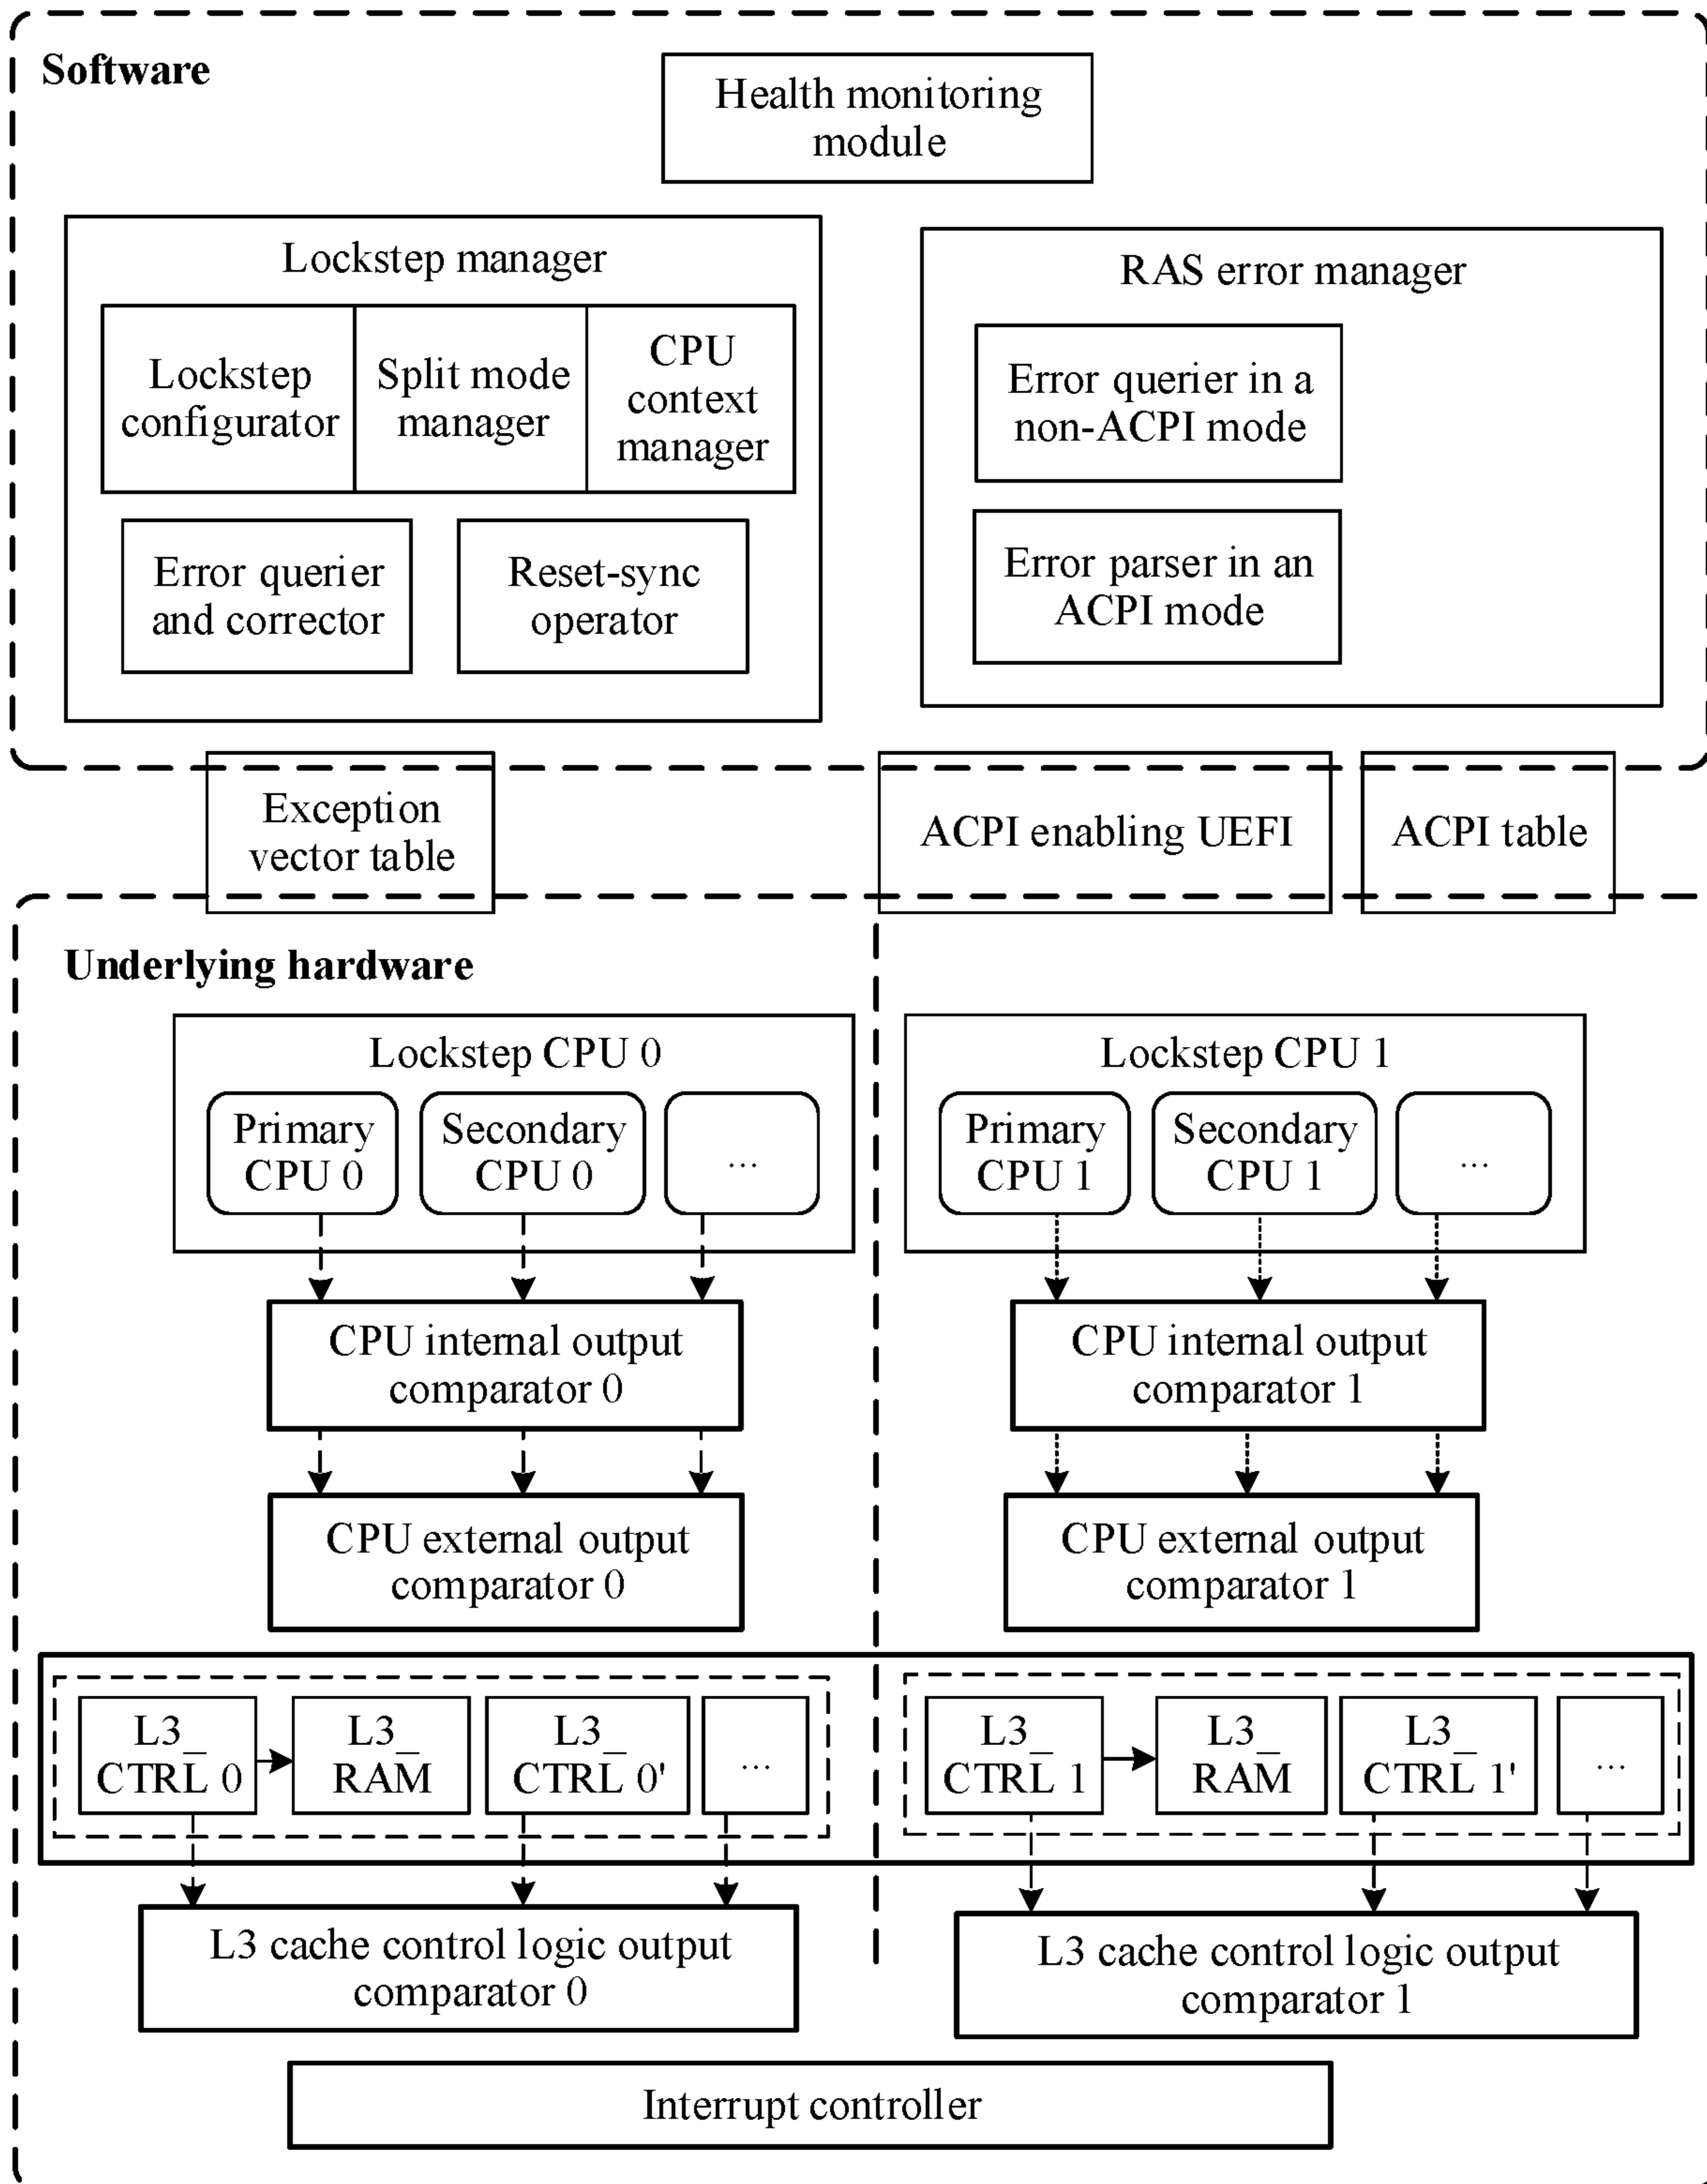 Software
Health monitoring
module
Lockstep manager
Lockstep
configurator
Split mode
manager
CPU
context
manager
Error querier
and corrector
Reset-sync
operator
RAS error manager
Error querier in a
non-ACPI mode
Error parser in an
ACPI mode
Exception
vector table
ACPI enabling UEFI
ACPI table
Underlying hardware
Lockstep CPU 0
Primary
CPU 0
Secondary
CPU 0
...
Lockstep CPU 1
Primary
CPU 1
Secondary
CPU 1
...
CPU internal output
comparator 0
CPU internal output
comparator 1
CPU external output
comparator 0
CPU external output
comparator 1
L3_
CTRL 0
L3_
RAM
L3_
CTRL 0'
...
L3_
CTRL 1
L3_
RAM
L3_
CTRL 1'
...
L3 cache control logic output
comparator 0
L3 cache control logic output
comparator 1
Interrupt controller